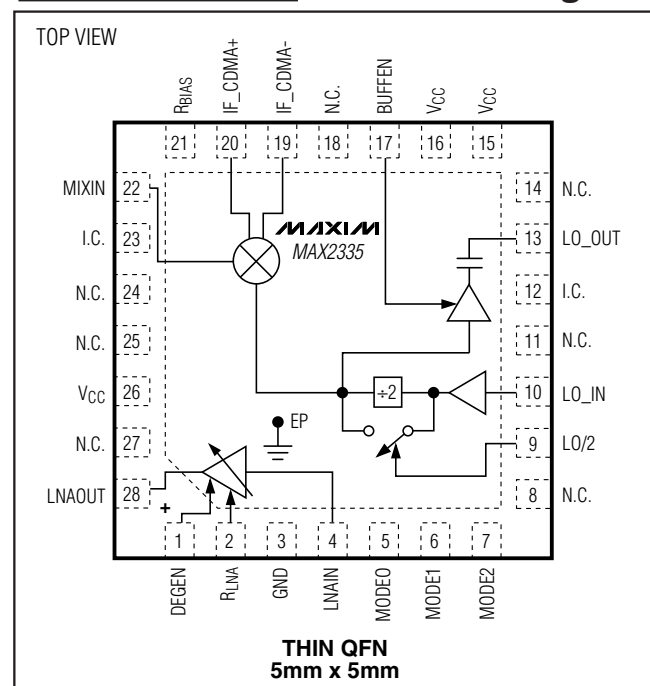 TOP VIEW
RBIAS
IF_CDMA+
IF_CDMA-
N.C.
BUFFEN
VCC
VCC
21
20
19
18
17
16
15
MIXIN 22
I.C. 23
N.C. 24
N.C. 25
VCC 26
N.C. 27
LNAOUT 28
+
MAXIM
MAX2335
÷2
EP
14 N.C.
13 LO_OUT
12 I.C.
11 N.C.
10 LO_IN
9 LO/2
8 N.C.
1
2
3
4
5
6
7
DEGEN
RLNA
GND
LNAIN
MODE0
MODE1
MODE2
THIN QFN
5mm x 5mm